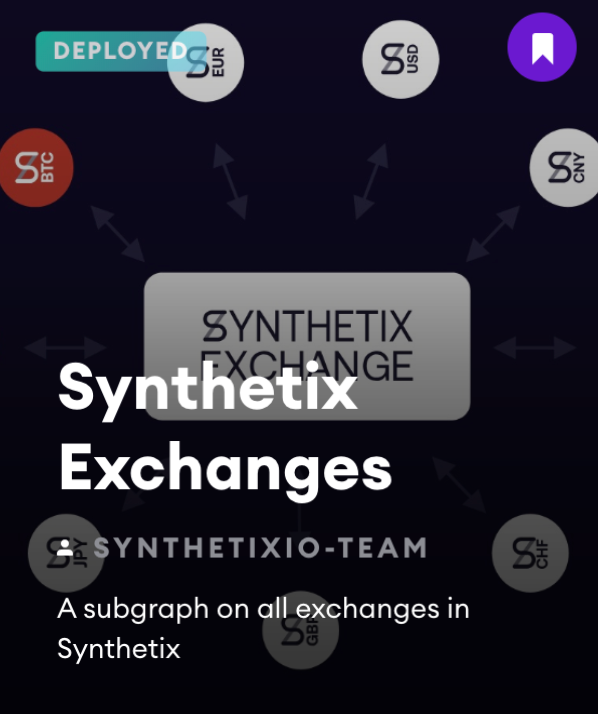 DEPLOYED
EUR
USD
BTC
CNY
SYNTHETIX
EXCHANGE
Synthetix
Exchanges
JPY
SYNTHETIXIO-TEAM
CHF
A subgraph on all exchanges in
GBP
Synthetix